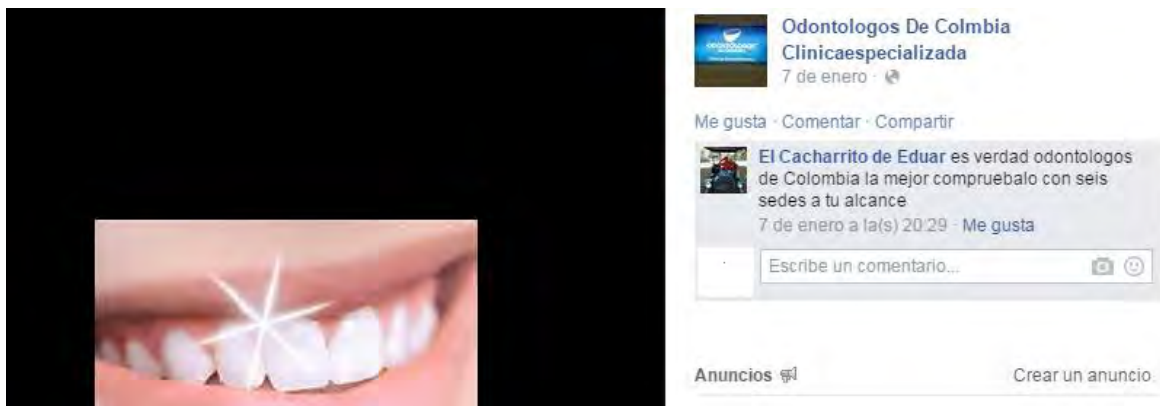 Odontologos De Colmbia
Clinicaespecializada
7 de enero ·
Me gusta · Comentar · Compartir
El Cacharrito de Eduar es verdad odontologos
de Colombia la mejor compruebalo con seis
sedes a tu alcance
7 de enero a la(s) 20:29 · Me gusta
Escribe un comentario...
Anuncios
Crear un anuncio